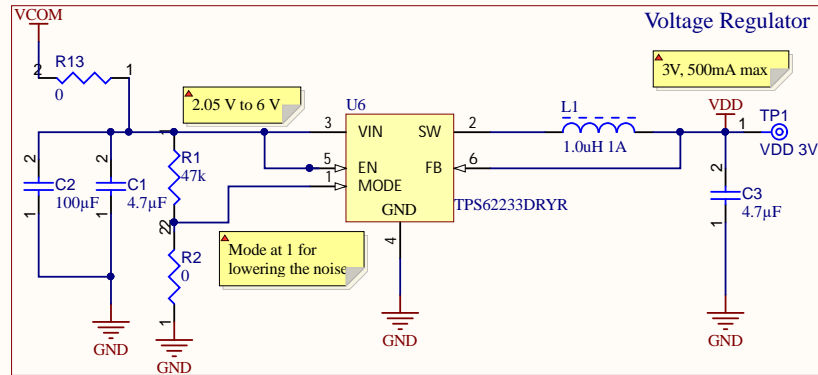 VCOM
Voltage Regulator
R13
2
1
0
2.05 V to 6 V
3V, 500mA max
U6
L1
VDD
TP1
1
VDD 3V
3
VIN
SW
2
1.0uH 1A
1
R1
47k
5
EN
FB
6
1
MODE
GND
TPS62233DRYR
2
C2
100µF
1
2
C1
4.7µF
1
2
C3
4.7µF
1
2
2
R2
0
1
Mode at 1 for
lowering the noise
4
GND
GND
GND
GND